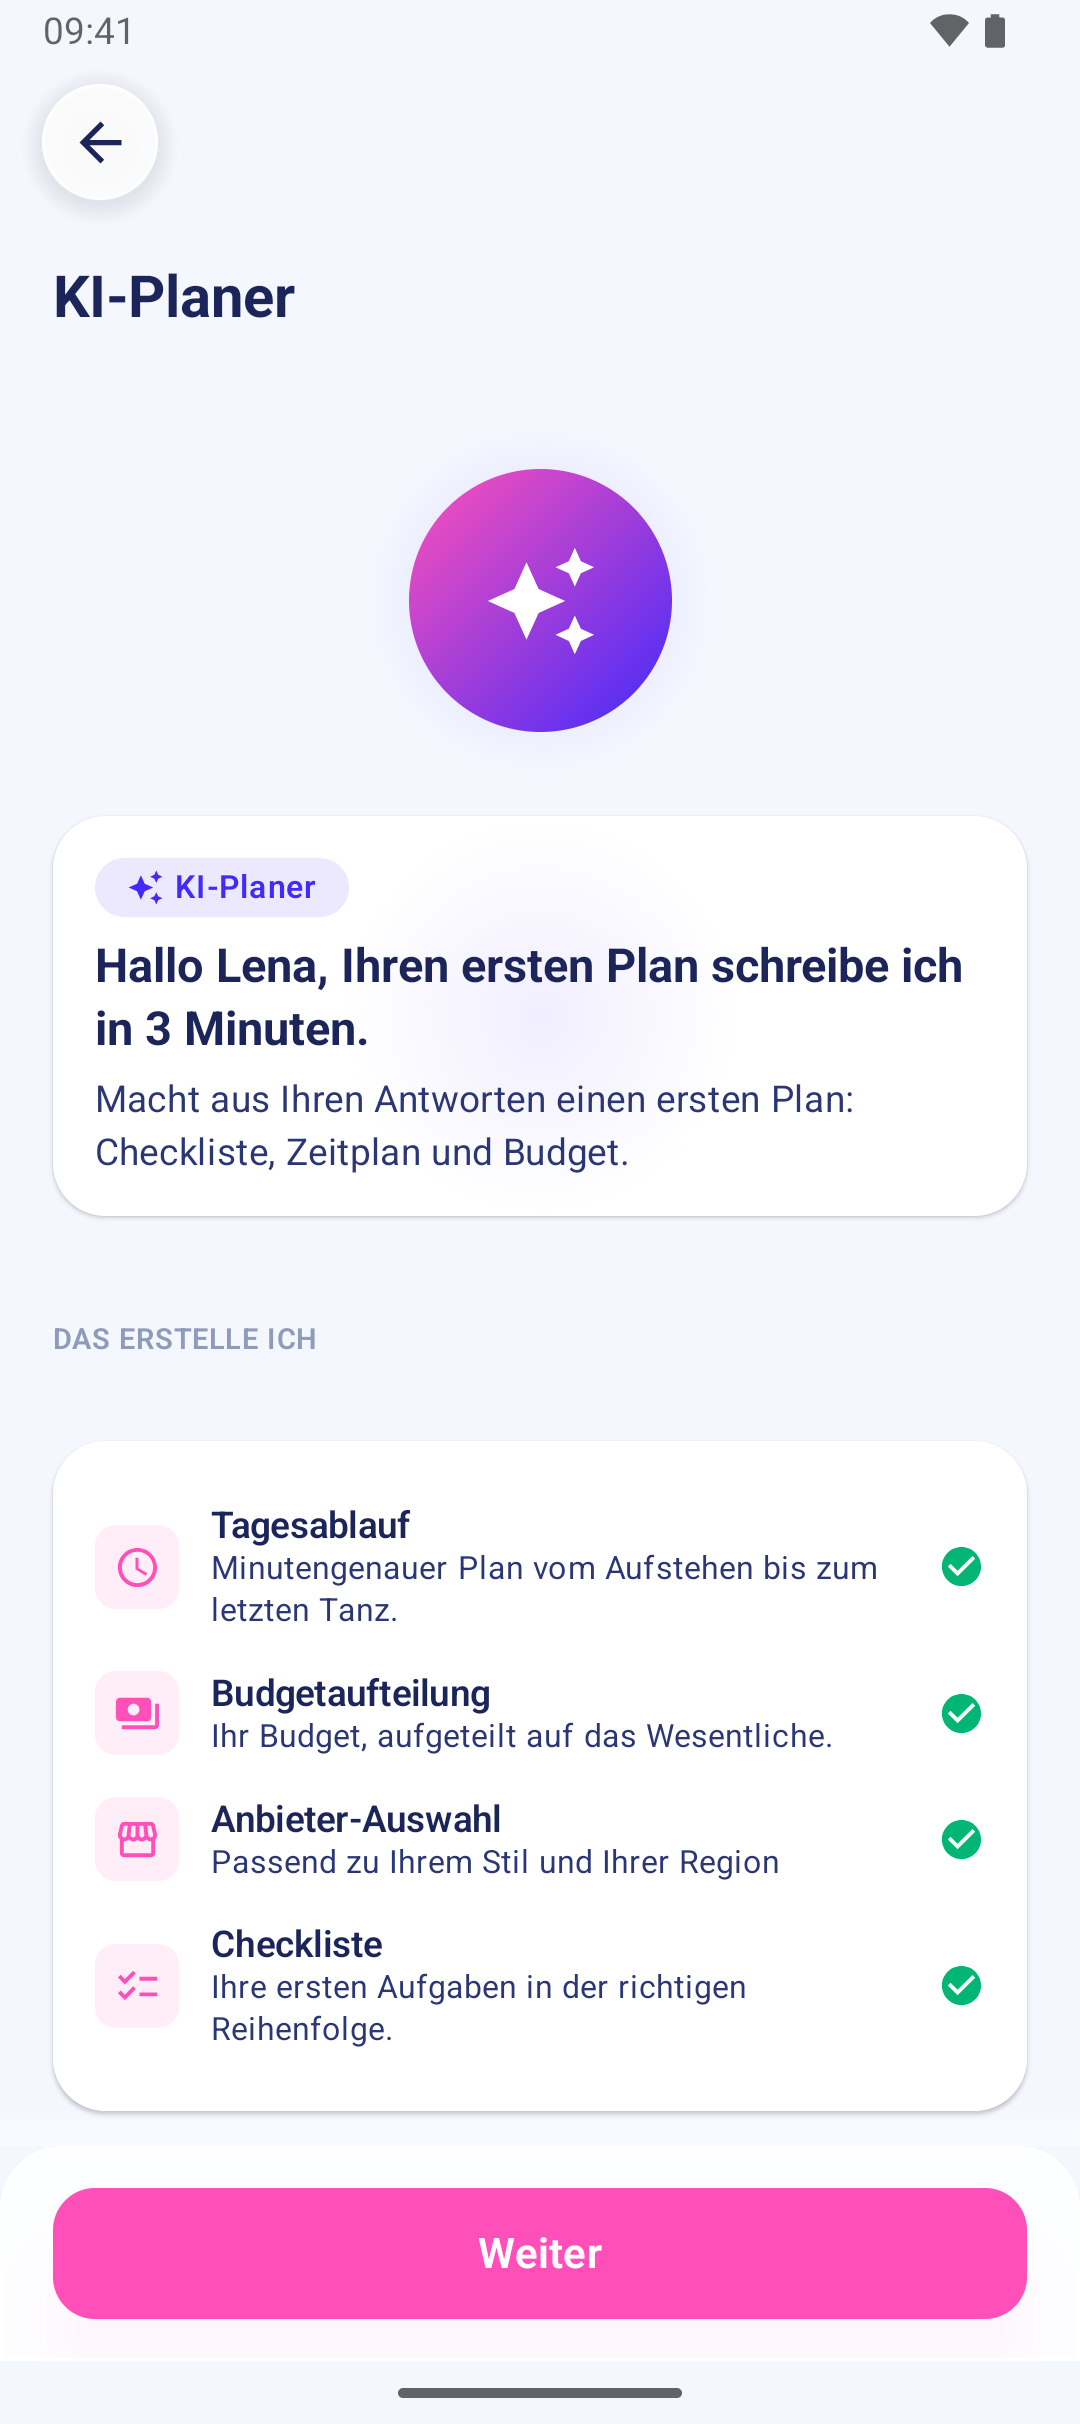 09:41
KI-Planer
KI-Planer
Hallo Lena, Ihren ersten Plan schreibe ich
in 3 Minuten.
Macht aus Ihren Antworten einen ersten Plan:
Checkliste, Zeitplan und Budget.
DAS ERSTELLE ICH
Tagesablauf
Minutengenauer Plan vom Aufstehen bis zum
letzten Tanz.
Budgetaufteilung
Ihr Budget, aufgeteilt auf das Wesentliche.
Anbieter-Auswahl
Passend zu Ihrem Stil und Ihrer Region
Checkliste
Ihre ersten Aufgaben in der richtigen
Reihenfolge.
Weiter